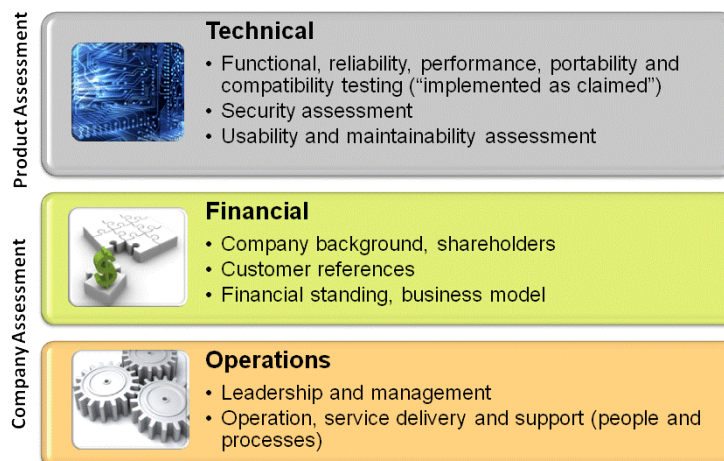 Product Assessment
Technical
• Functional, reliability, performance, portability and
compatibility testing (“implemented as claimed”)
• Security assessment
• Usability and maintainability assessment
Company Assessment
Financial
• Company background, shareholders
• Customer references
• Financial standing, business model
Operations
• Leadership and management
• Operation, service delivery and support (people and
processes)